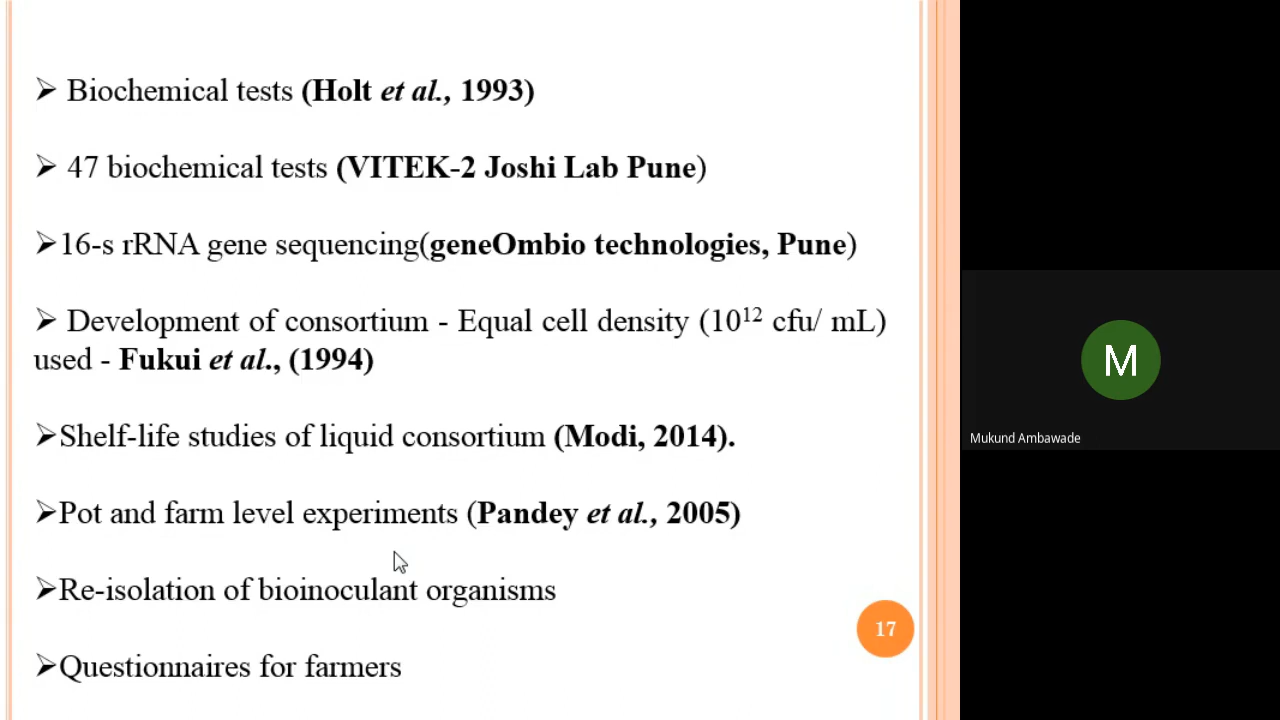 ➢ Biochemical tests (Holt et al., 1993)
➢ 47 biochemical tests (VITEK-2 Joshi Lab Pune)
➢16-s rRNA gene sequencing(geneOmbio technologies, Pune)
➢ Development of consortium - Equal cell density (10¹² cfu/ mL)
used - Fukui et al., (1994)
➢Shelf-life studies of liquid consortium (Modi, 2014).
➢Pot and farm level experiments (Pandey et al., 2005)
➢Re-isolation of bioinoculant organisms
17
➢Questionnaires for farmers
M
Mukund Ambawade